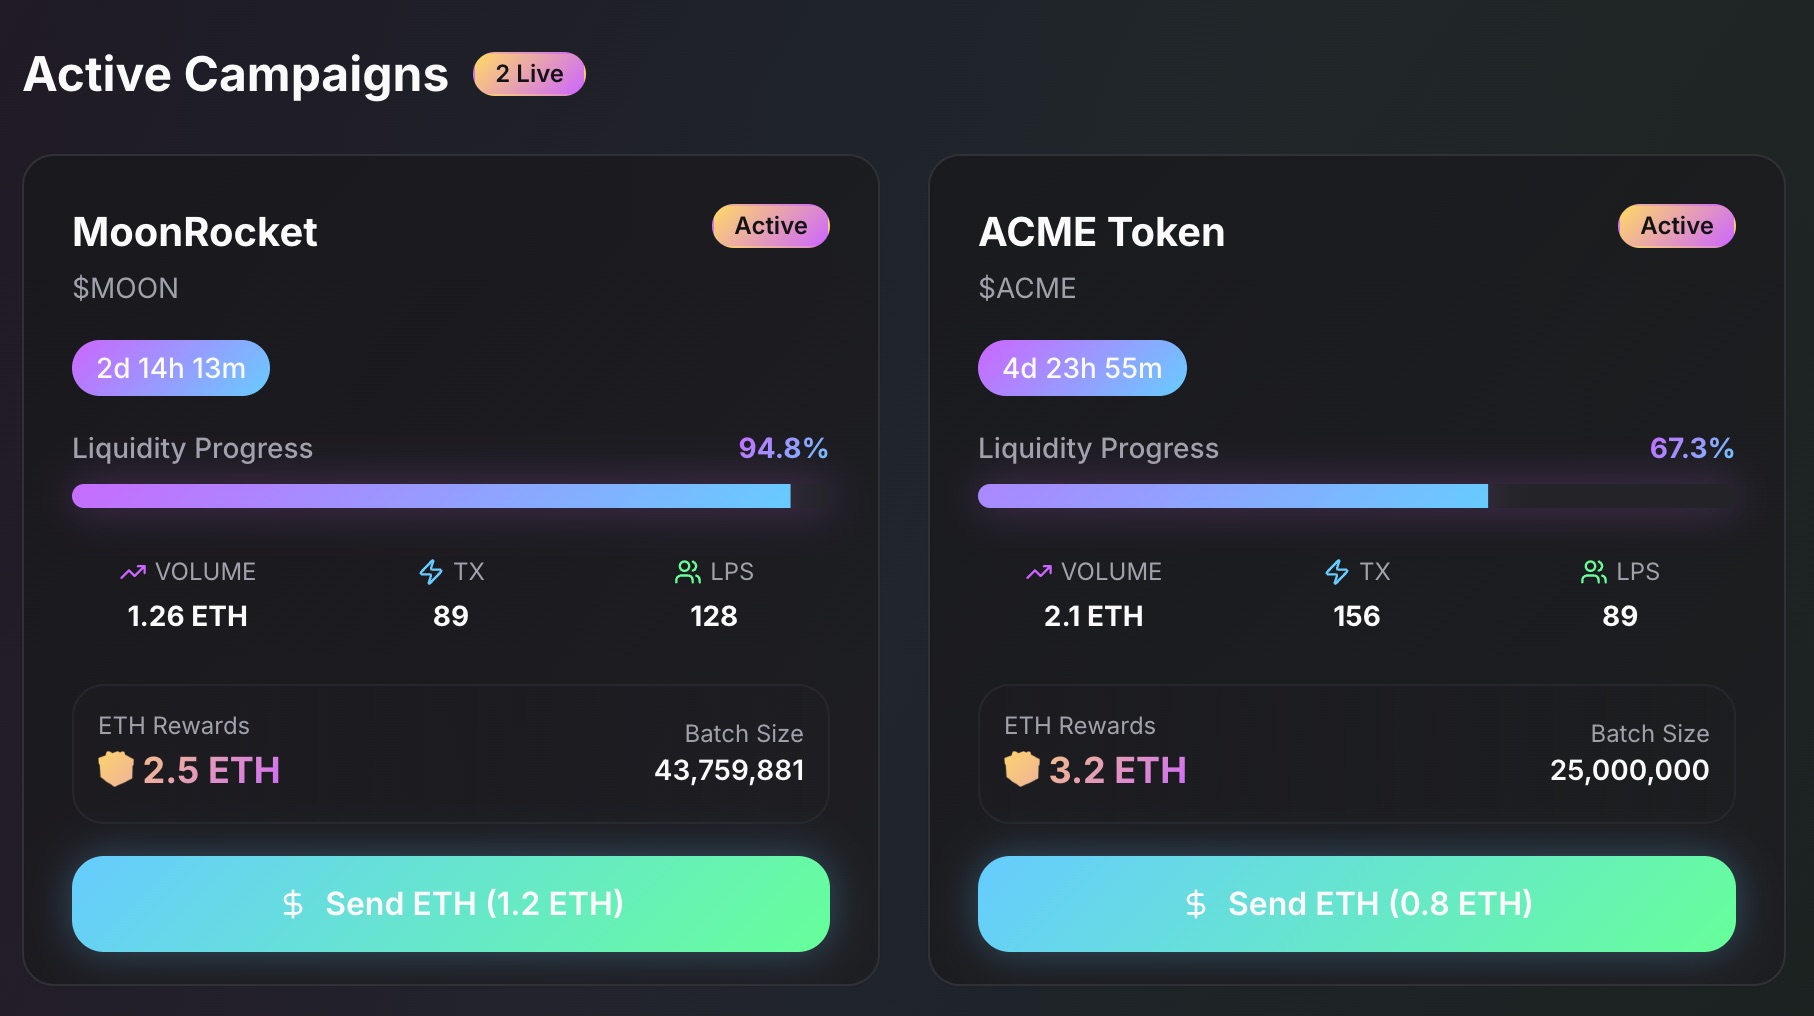 Active Campaigns 2 Live
MoonRocket Active
$MOON
2d 14h 13m
Liquidity Progress 94.8%
VOLUME TX LPS
1.26 ETH 89 128
ETH Rewards Batch Size
2.5 ETH 43,759,881
Send ETH (1.2 ETH)
ACME Token Active
$ACME
4d 23h 55m
Liquidity Progress 67.3%
VOLUME TX LPS
2.1 ETH 156 89
ETH Rewards Batch Size
3.2 ETH 25,000,000
Send ETH (0.8 ETH)